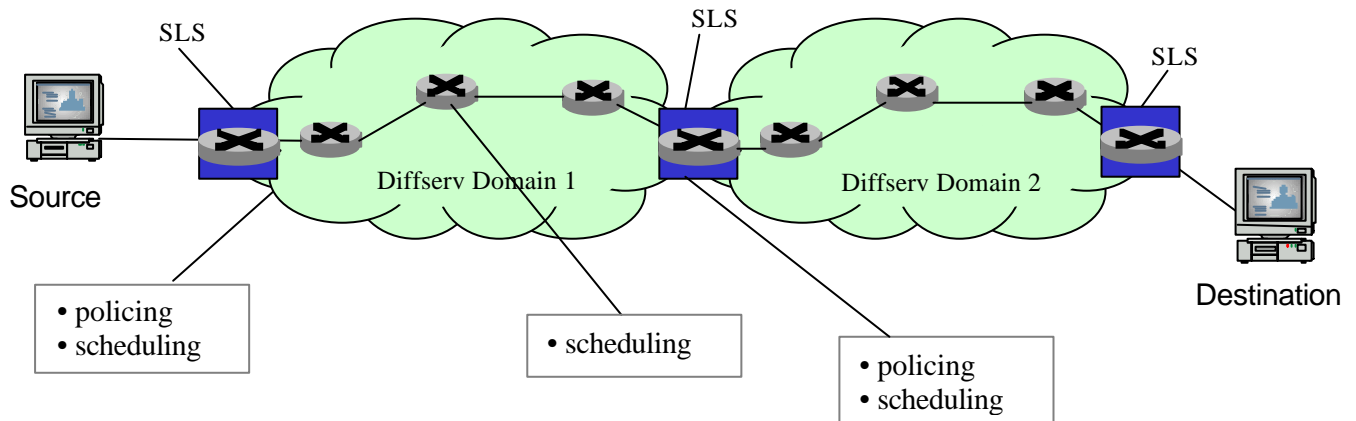 SLS
SLS
SLS
Source
Diffserv Domain 1
Diffserv Domain 2
Destination
• policing
• scheduling
• scheduling
• policing
• scheduling